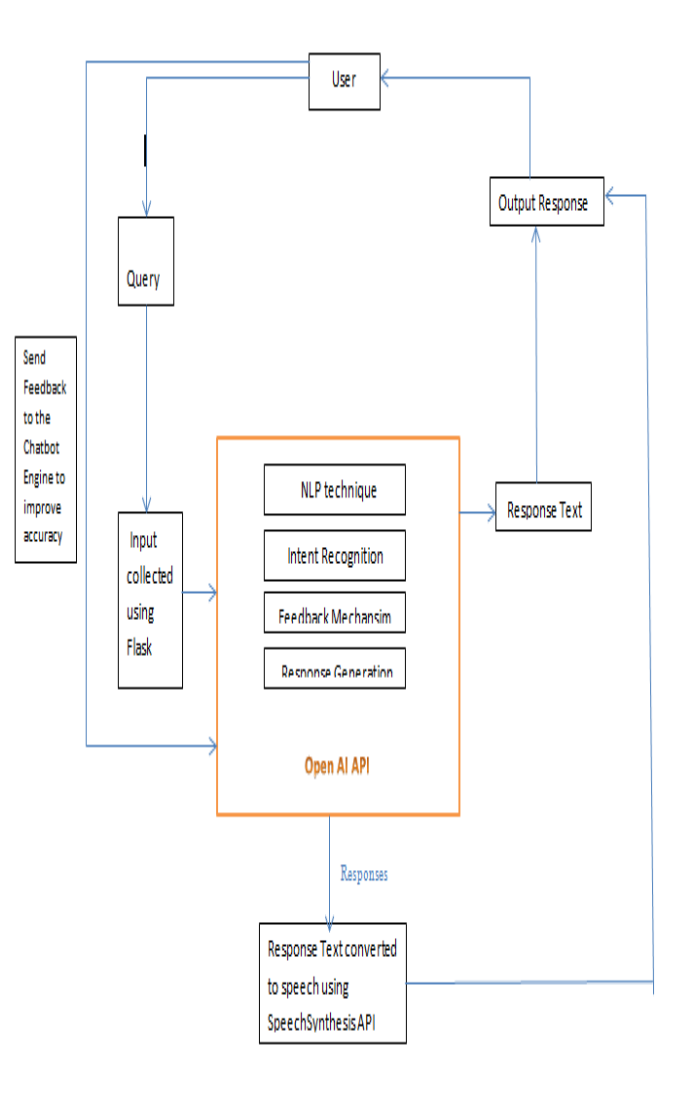 User
Output Response
Query
Send
Feedback
to the
Chatbot
Engine to
improve
accuracy
Input
collected
using
Flask
NLP technique
Intent Recognition
Feedback Mechansim
Response Generation
Open AI API
Response Text
Responses
Response Text converted
to speech using
SpeechSynthesis API